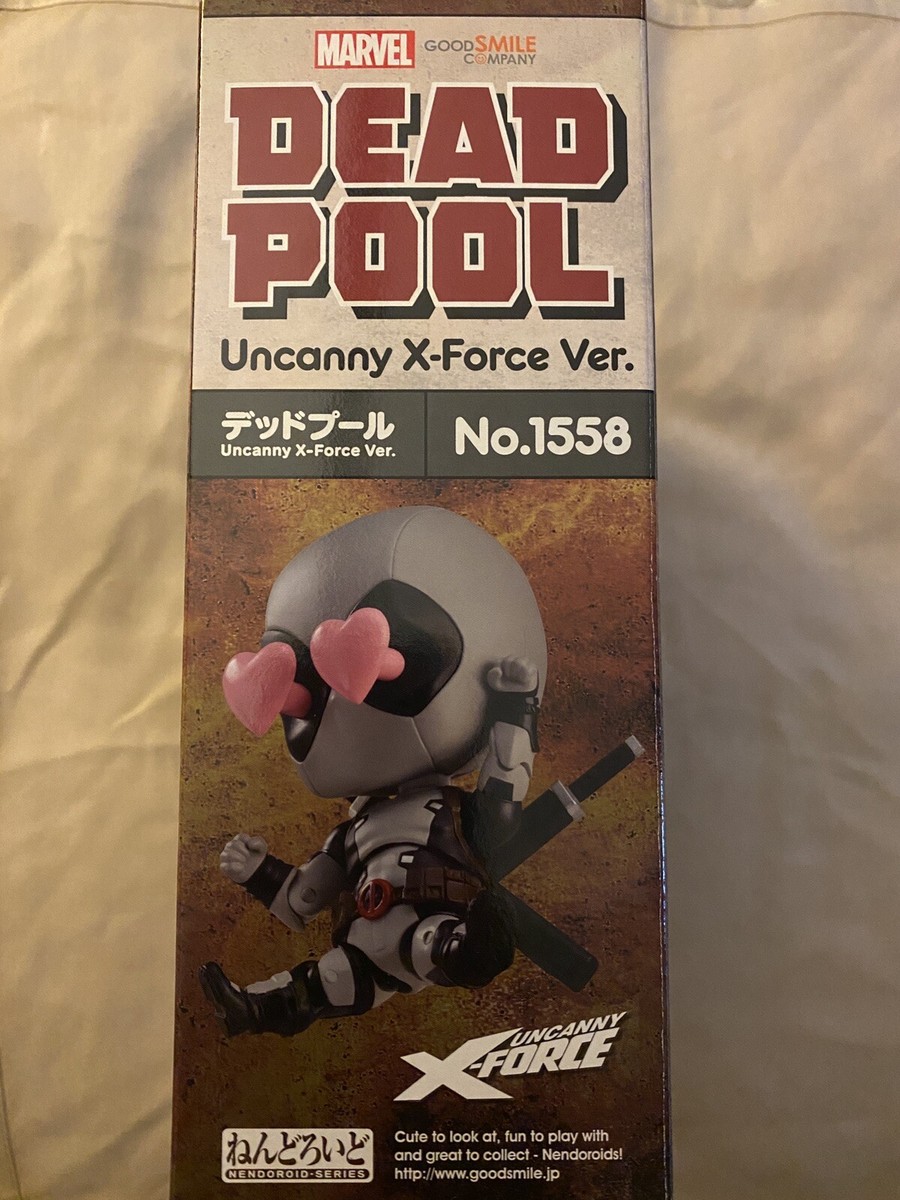 MARVEL GOODSMILE COMPANY
DEAD
POOL
Uncanny X-Force Ver.
デッドプール
Uncanny X-Force Ver.
No.1558
UNCANNY
X-FORCE
ねんどろいど
NENDOROID-SERIES
Cute to look at, fun to play with
and great to collect - Nendoroids!
http://www.goodsmile.jp